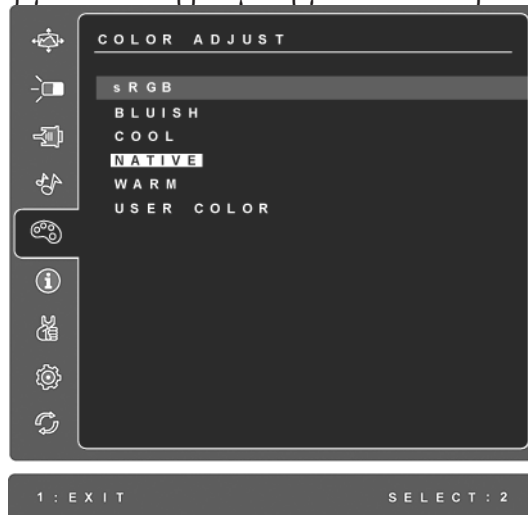 COLOR ADJUST
sRGB
BLUISH
COOL
NATIVE
WARM
USER COLOR
1:EXIT SELECT:2